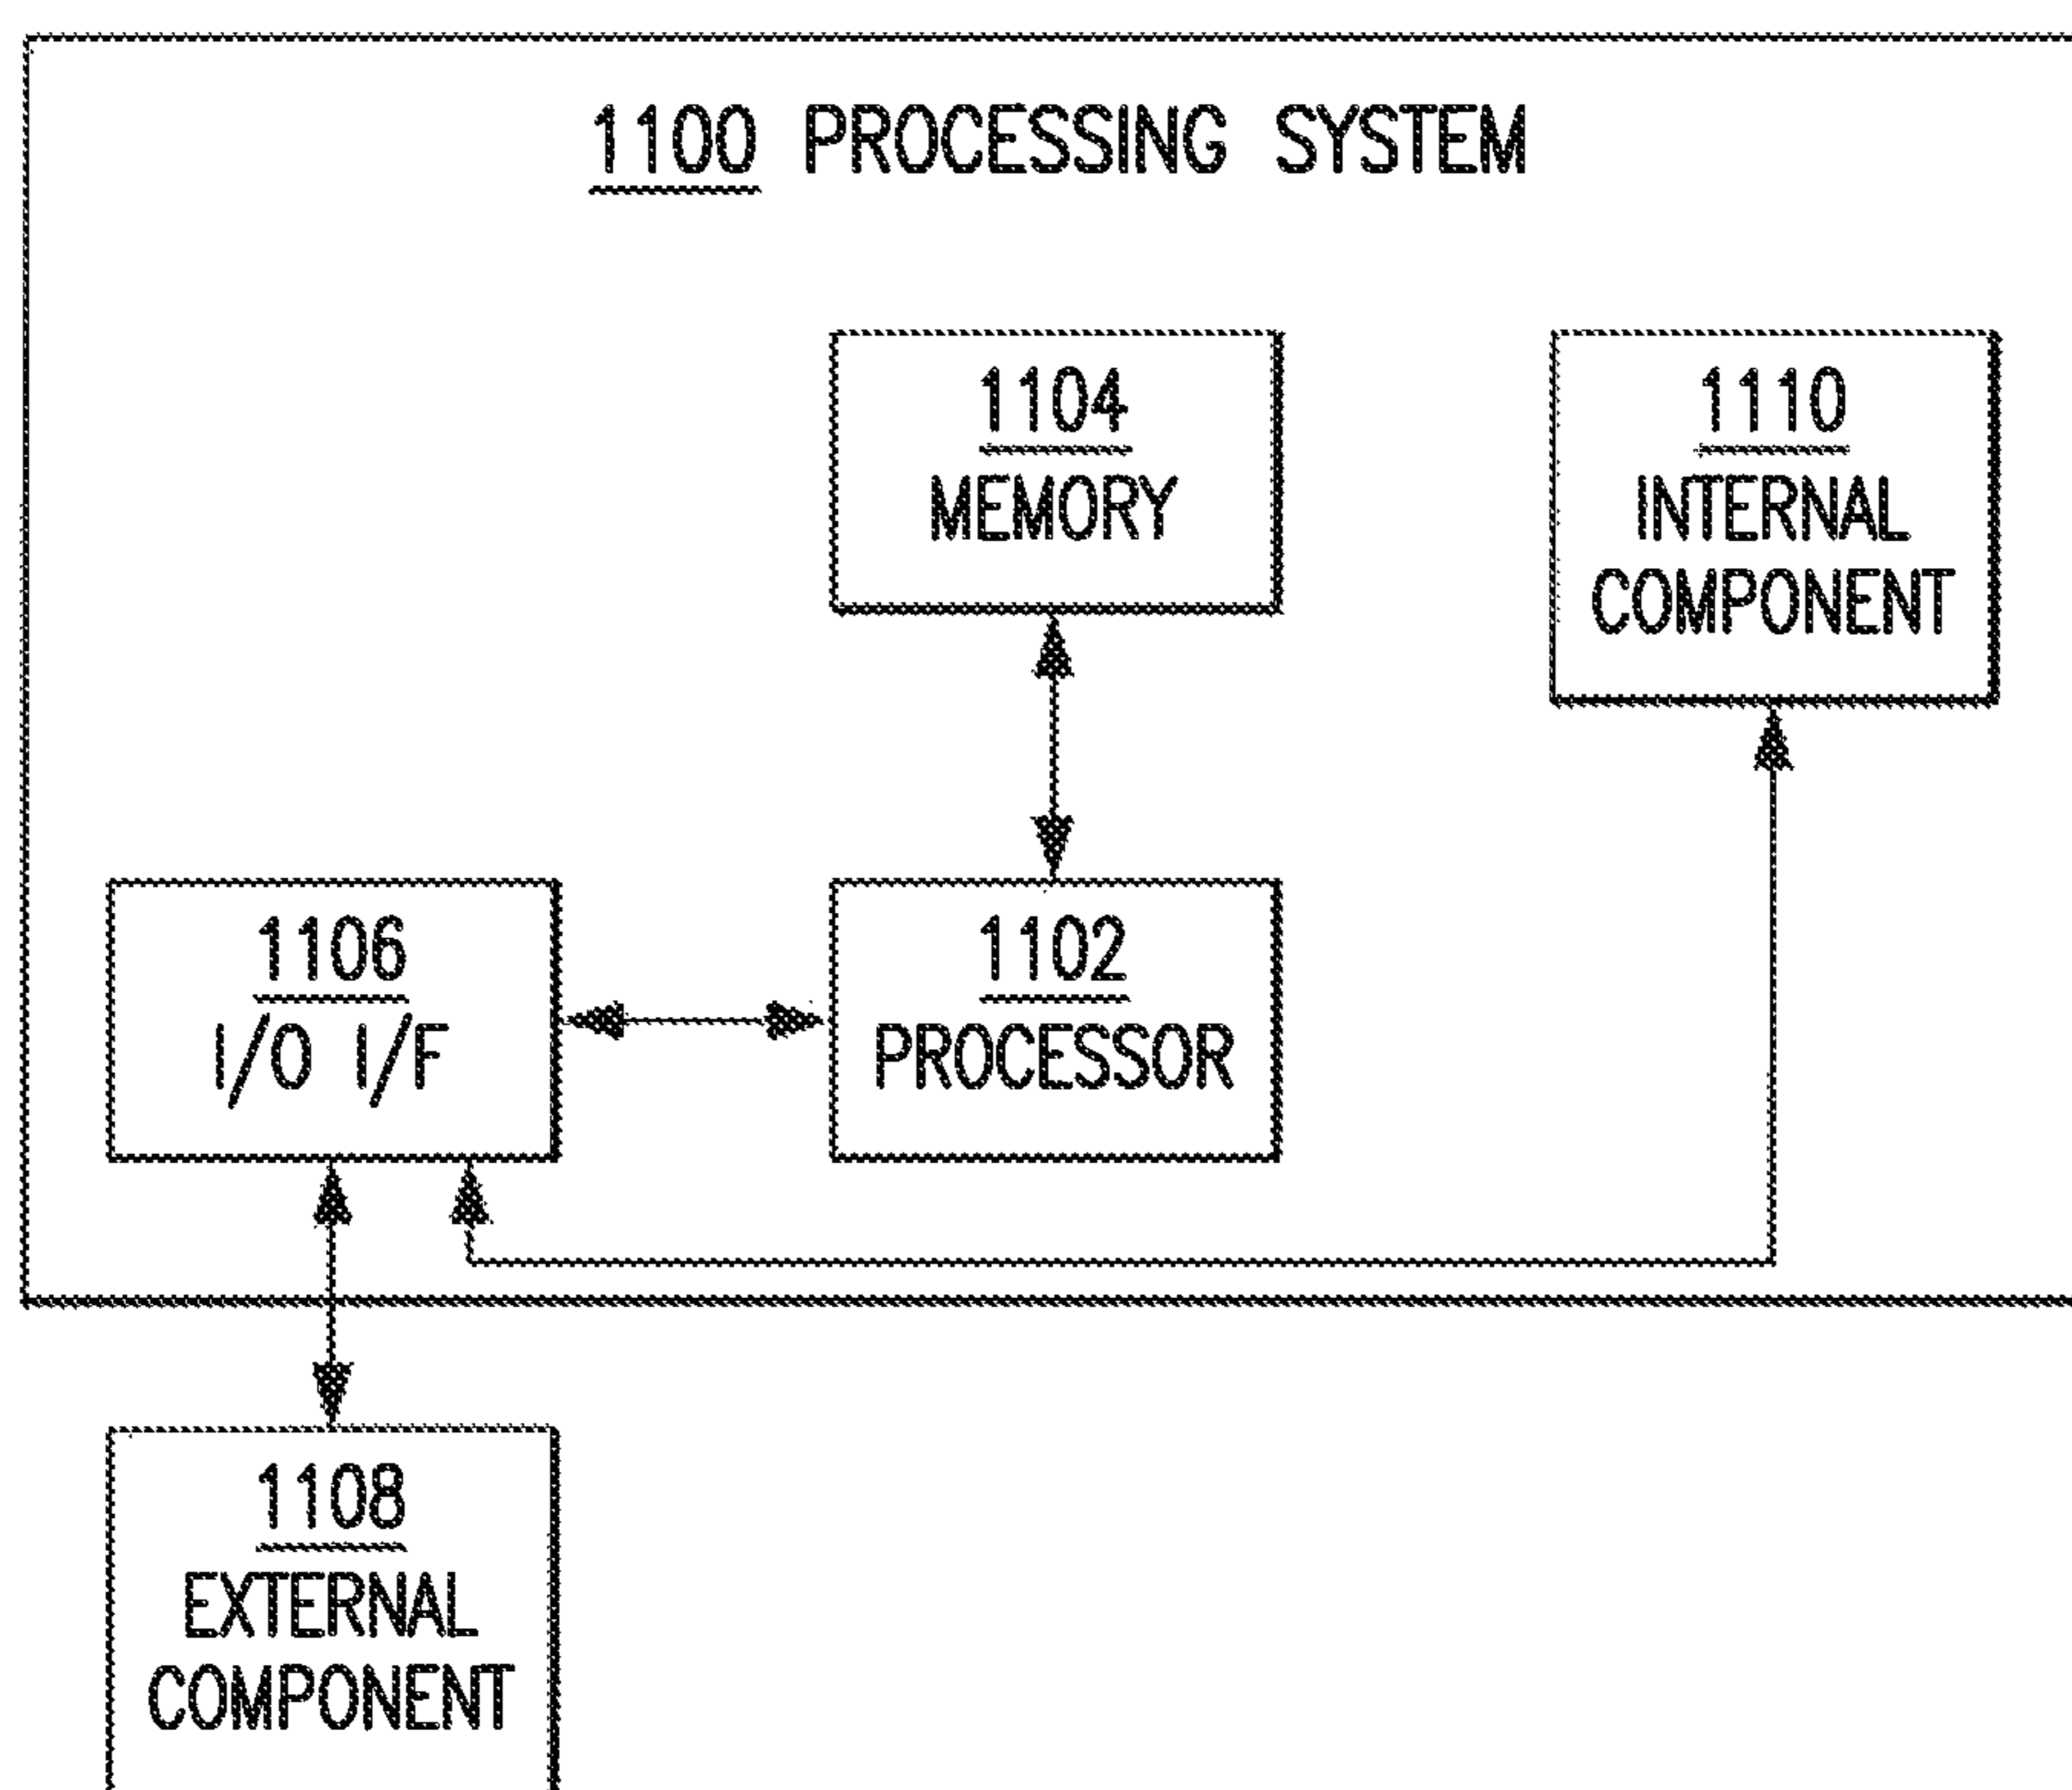 1100 PROCESSING SYSTEM
1104
MEMORY
1110
INTERNAL
COMPONENT
1106
I/O I/F
1102
PROCESSOR
1108
EXTERNAL
COMPONENT